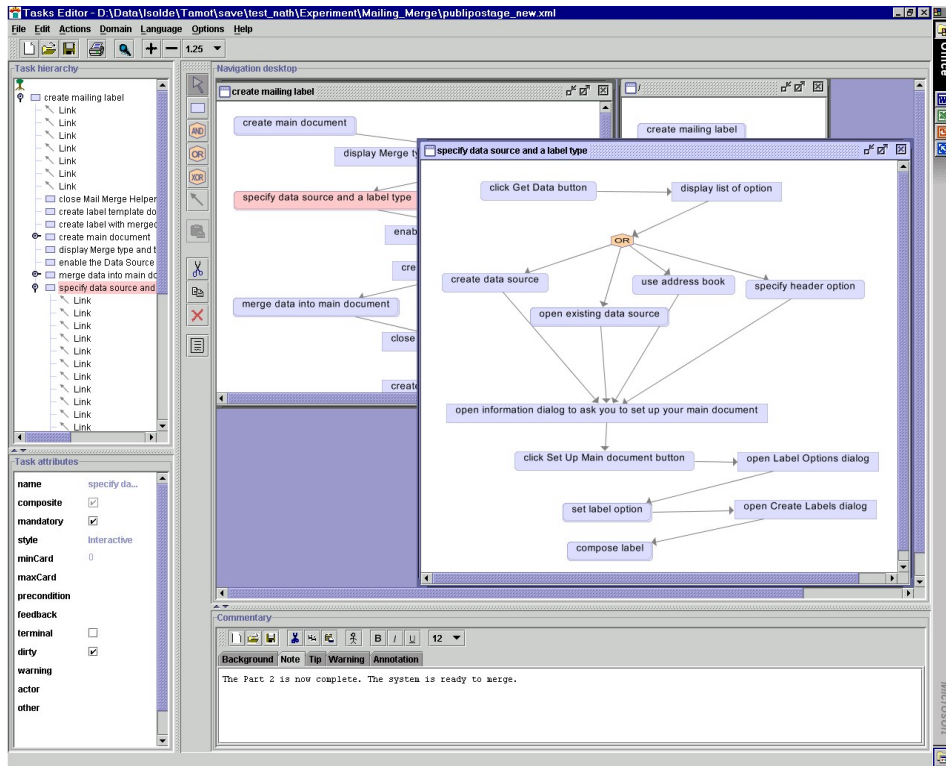 Tasks Editor - D:\Data\Isolde\Tamot\save\test_nath\Experiment\Mailing_Merge\publipostage_new.xml
File Edit Actions Domain Language Options Help
1.25
Task hierarchy
create mailing label
Link
Link
Link
Link
Link
Link
Link
close Mail Merge Helper
create label template do
create label with merged
create main document
display Merge type and t
enable the Data Source
merge data into main do
specify data source and
Link
Link
Link
Link
Link
Link
Link
Link
Link
Link
Link
Task attributes
name specify da...
composite
mandatory
style Interactive
minCard 0
maxCard
precondition
feedback
terminal
dirty
warning
actor
other
AND
OR
XOR
Navigation desktop
create mailing label
create main document
display Merge ty
specify data source and a label type
enab
cre
merge data into main document
close
create
/
create mailing label
specify data source and a label type
click Get Data button
display list of option
OR
create data source
use address book
specify header option
open existing data source
open information dialog to ask you to set up your main document
click Set Up Main document button
open Label Options dialog
set label option
open Create Labels dialog
compose label
Commentary
B I U 12
Background Note Tip Warning Annotation
The Part 2 is now complete. The system is ready to merge.
Office
Microsoft